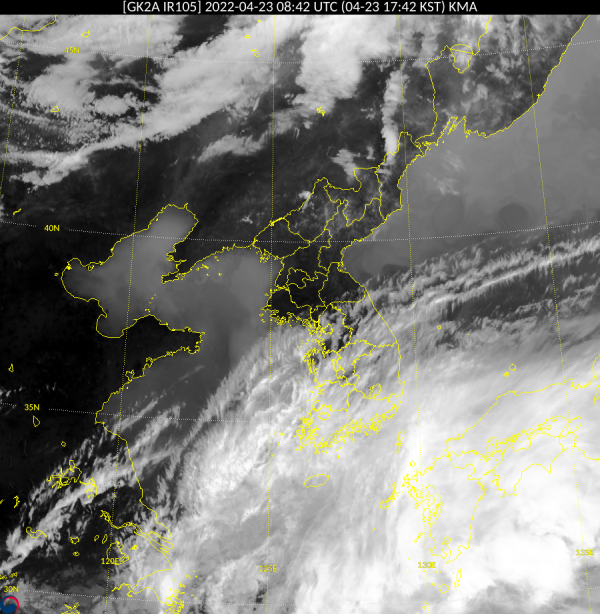 [GK2A IR105] 2022-04-23 08:42 UTC (04-23 17:42 KST) KMA
45N
40N
35N
120E
125E
130E
135E
30N